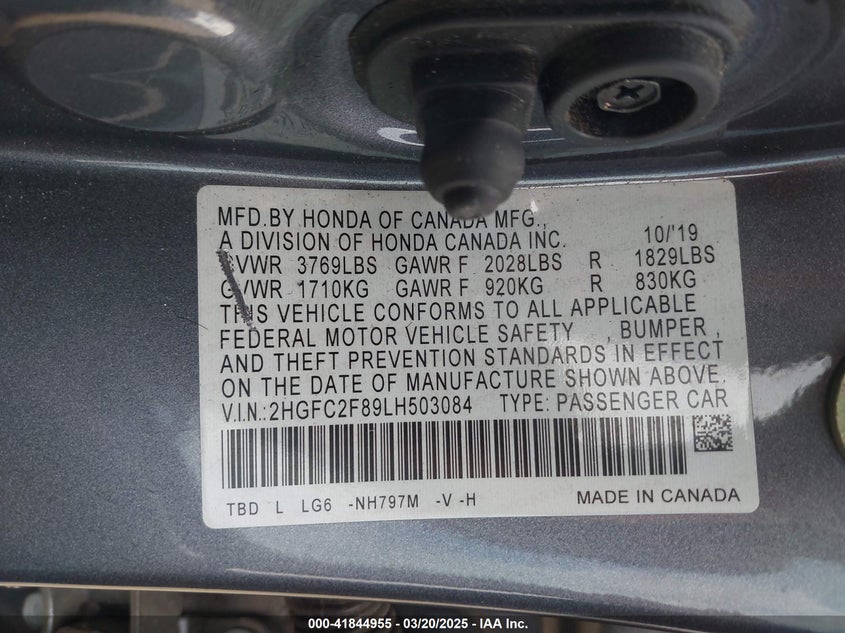 MFD.BY HONDA OF CANADA MFG.,
A DIVISION OF HONDA CANADA INC. 10/'19
GVWR 3769LBS GAWR F 2028LBS R 1829LBS
GVWR 1710KG GAWR F 920KG R 830KG
THIS VEHICLE CONFORMS TO ALL APPLICABLE
FEDERAL MOTOR VEHICLE SAFETY , BUMPER ,
AND THEFT PREVENTION STANDARDS IN EFFECT
ON THE DATE OF MANUFACTURE SHOWN ABOVE.
V.I.N.:2HGFC2F89LH503084 TYPE: PASSENGER CAR
TBD L LG6 -NH797M -V -H MADE IN CANADA
000-41844955 — 03/20/2025 — IAA Inc.